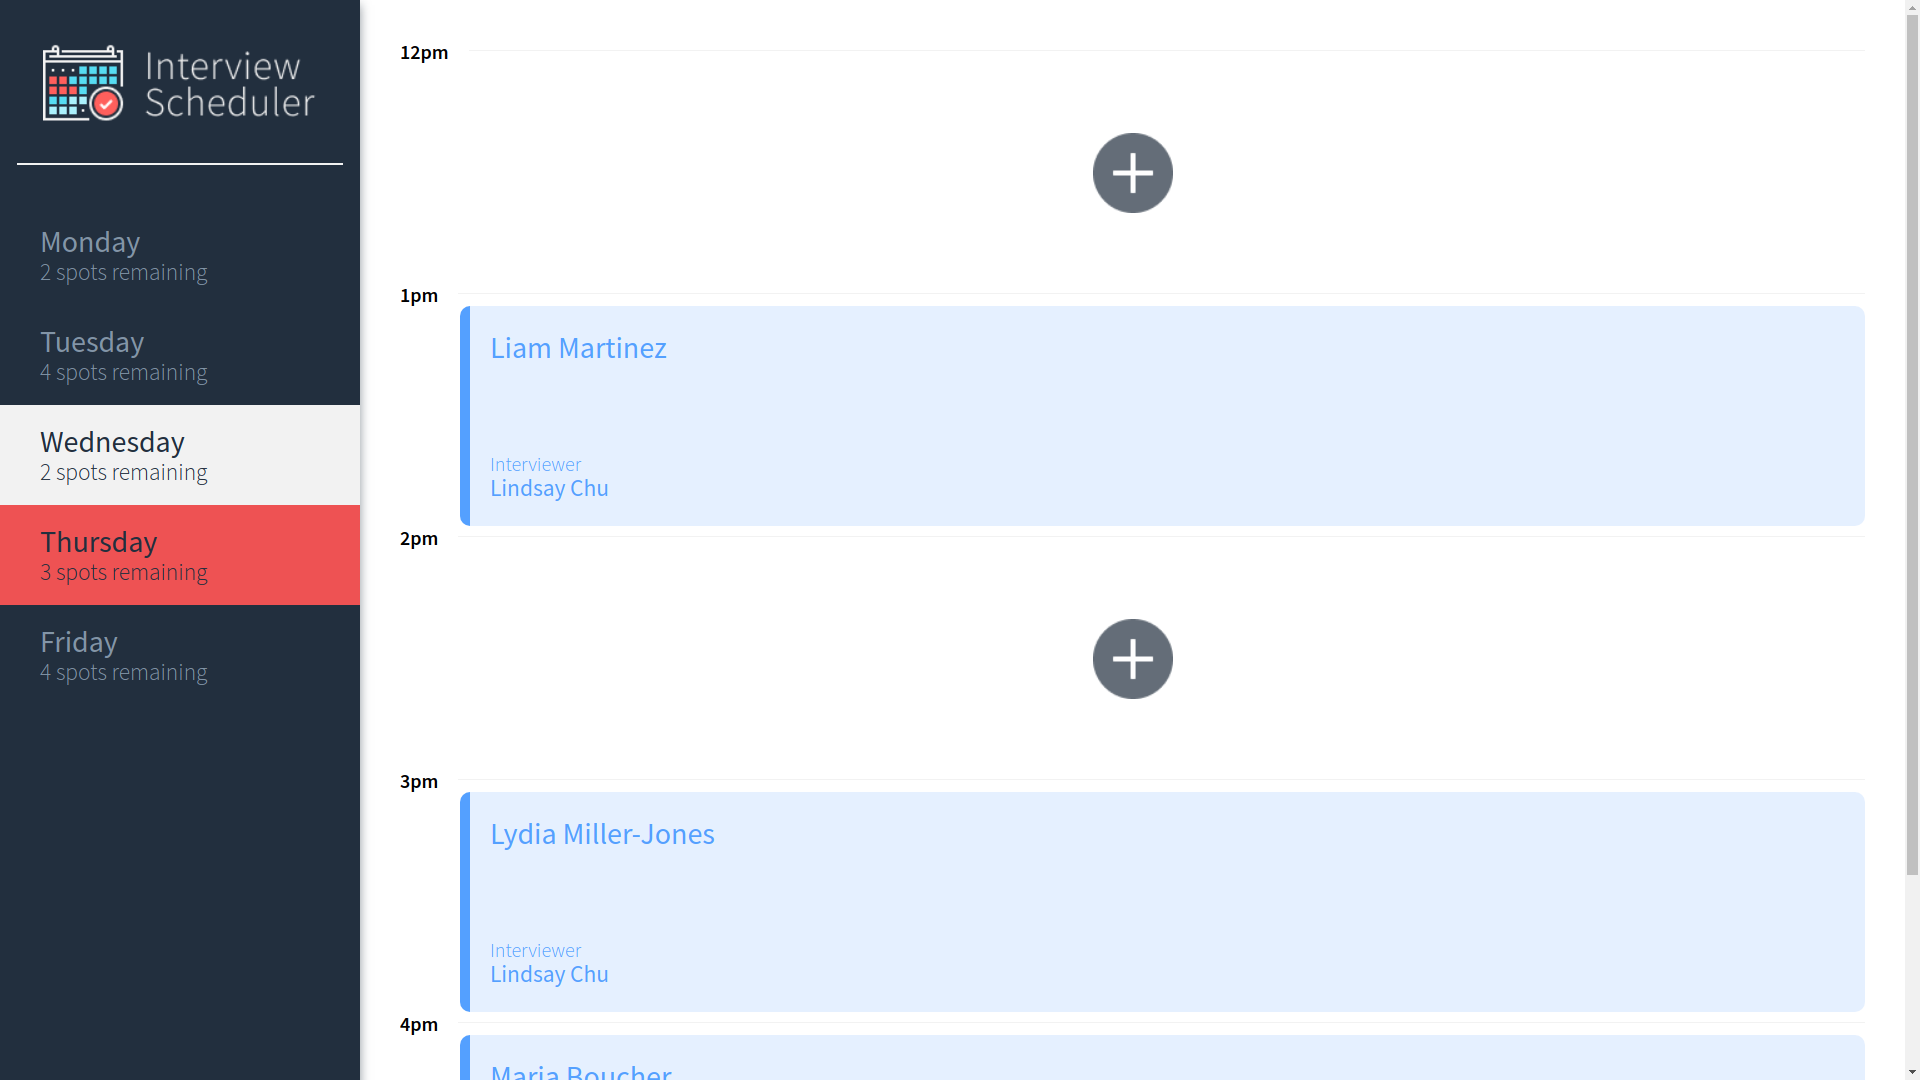 Interview
Scheduler
Monday
2 spots remaining
Tuesday
4 spots remaining
Wednesday
2 spots remaining
Thursday
3 spots remaining
Friday
4 spots remaining
12pm
1pm
Liam Martinez
Interviewer
Lindsay Chu
2pm
3pm
Lydia Miller-Jones
Interviewer
Lindsay Chu
4pm
Maria Boucher